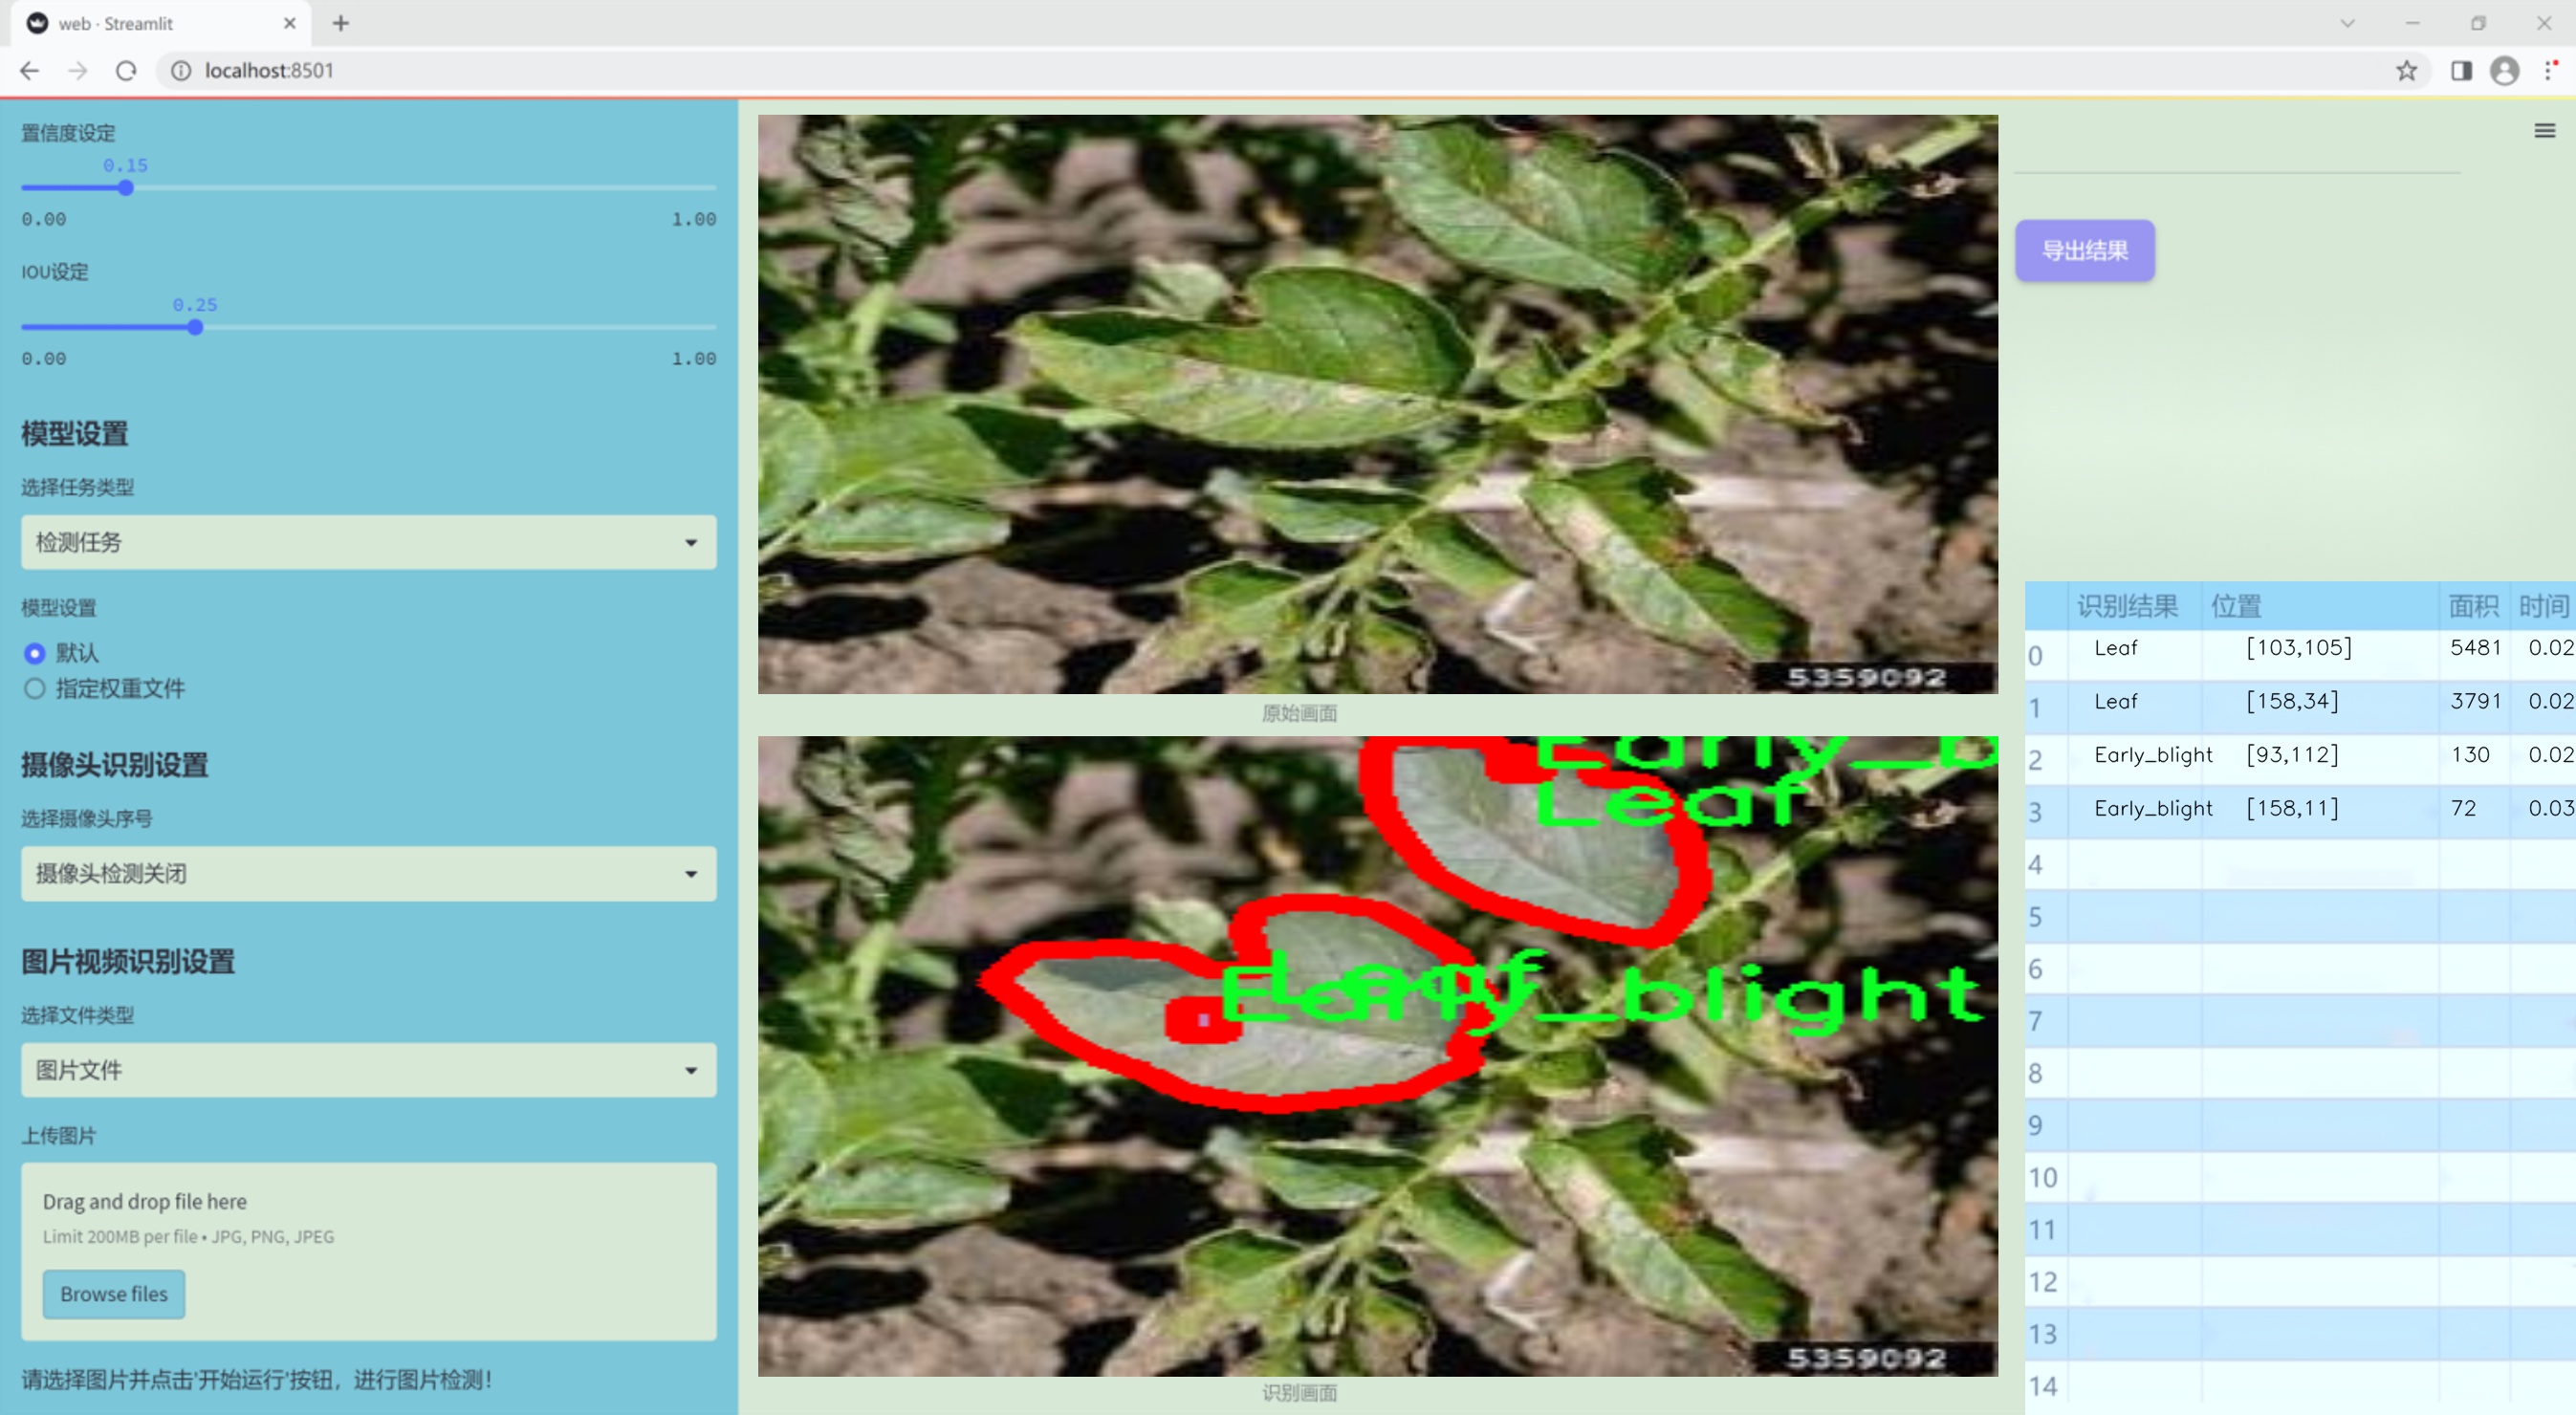 web · Streamlit
localhost:8501
置信度设定
0.15
0.00 1.00
IOU设定
0.25
0.00 1.00
模型设置
选择任务类型
检测任务
模型设置
默认
指定权重文件
摄像头识别设置
选择摄像头序号
摄像头检测关闭
图片视频识别设置
选择文件类型
图片文件
上传图片
Drag and drop file here
Limit 200MB per file • JPG, PNG, JPEG
Browse files
请选择图片并点击'开始运行'按钮，进行图片检测！
5359092
原始画面
Early_b
Leaf
Leaf
Early_blight
5359092
识别画面
导出结果
识别结果 位置 面积 时间
0 Leaf [103,105] 5481 0.02
1 Leaf [158,34] 3791 0.02
2 Early_blight [93,112] 130 0.02
3 Early_blight [158,11] 72 0.03
4
5
6
7
8
9
10
11
12
13
14